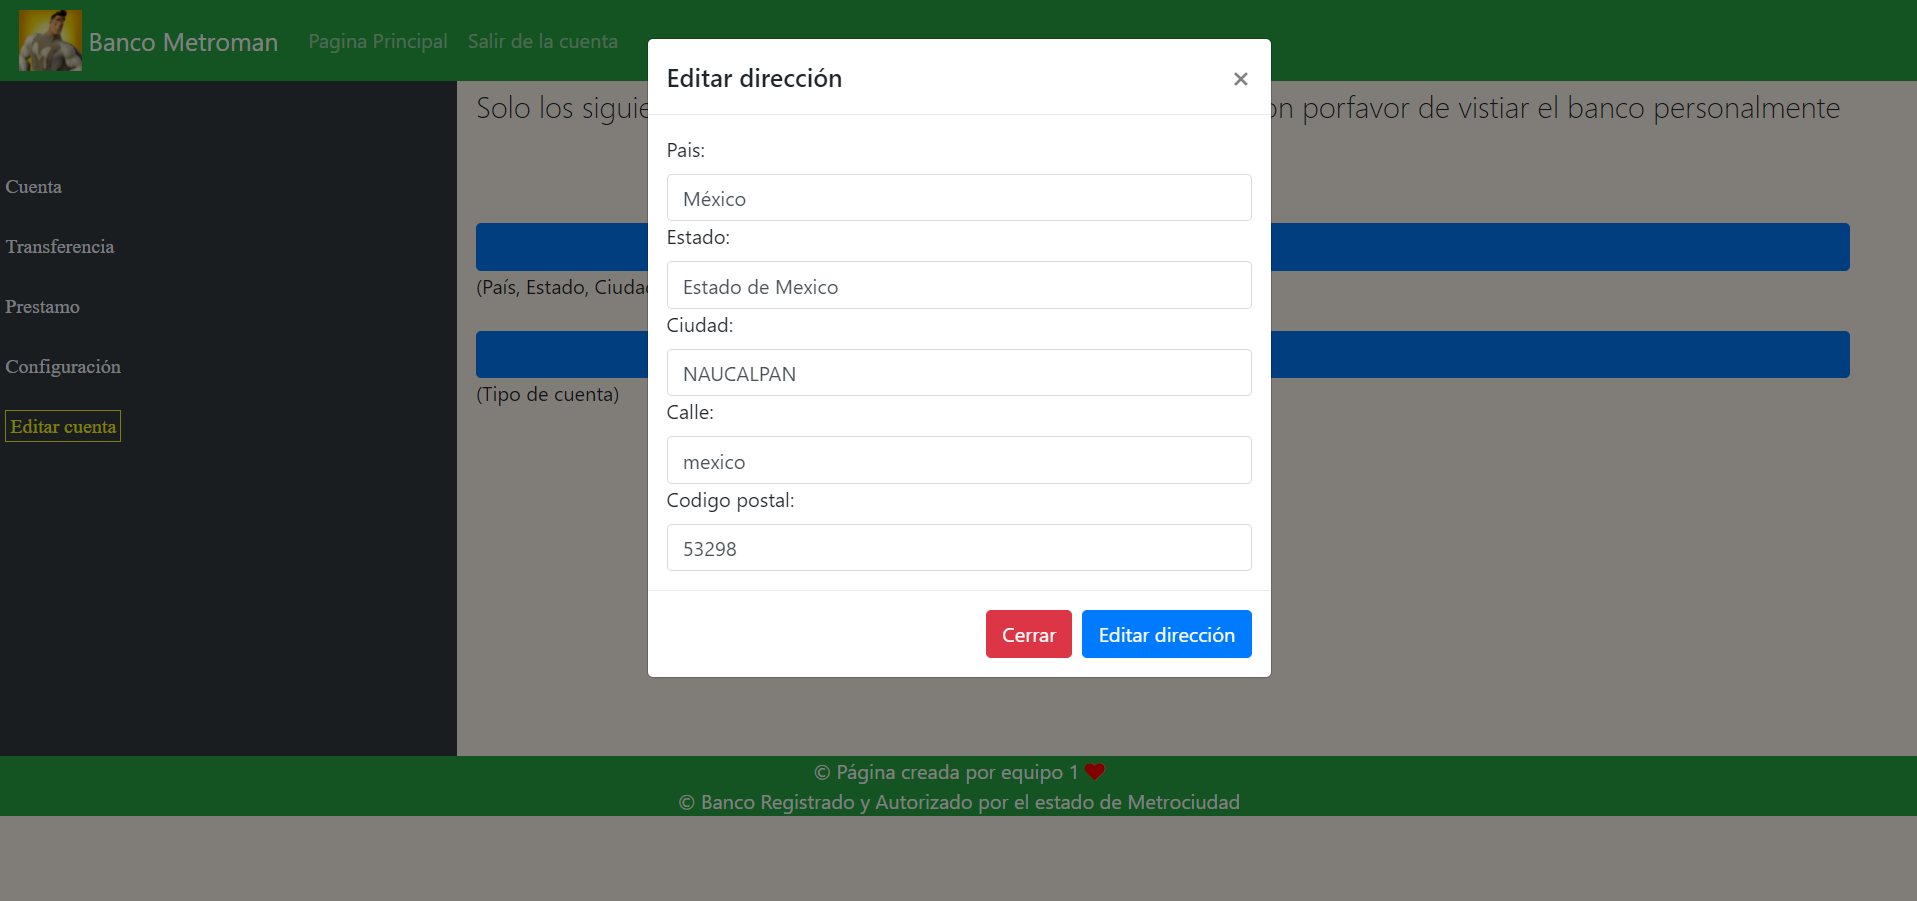 Banco Metroman Pagina Principal Salir de la cuenta
Editar dirección ×
Solo los siguie on porfavor de vistiar el banco personalmente
Cuenta
Transferencia
Prestamo
Configuración
Editar cuenta
(País, Estado, Ciudad
(Tipo de cuenta)
Pais:
México
Estado:
Estado de Mexico
Ciudad:
NAUCALPAN
Calle:
mexico
Codigo postal:
53298
Cerrar Editar dirección
© Página creada por equipo 1 ❤
© Banco Registrado y Autorizado por el estado de Metrociudad